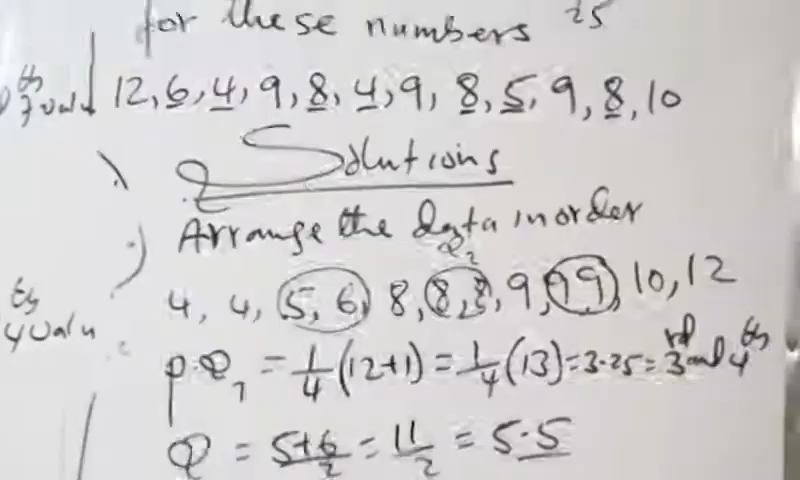 for these numbers 25
12, 6, 4, 9, 8, 4, 9, 8, 5, 9, 8, 10
Solutions
Arrange the data in order
Q2
4, 4, 5, 6, 8, 8, 8, 9, 9, 9, 10, 12
P.Q1 = 1/4 (12+1) = 1/4 (13) = 3.25 = 3rd and 4th
Q = 5+6/2 = 11/2 = 5.5